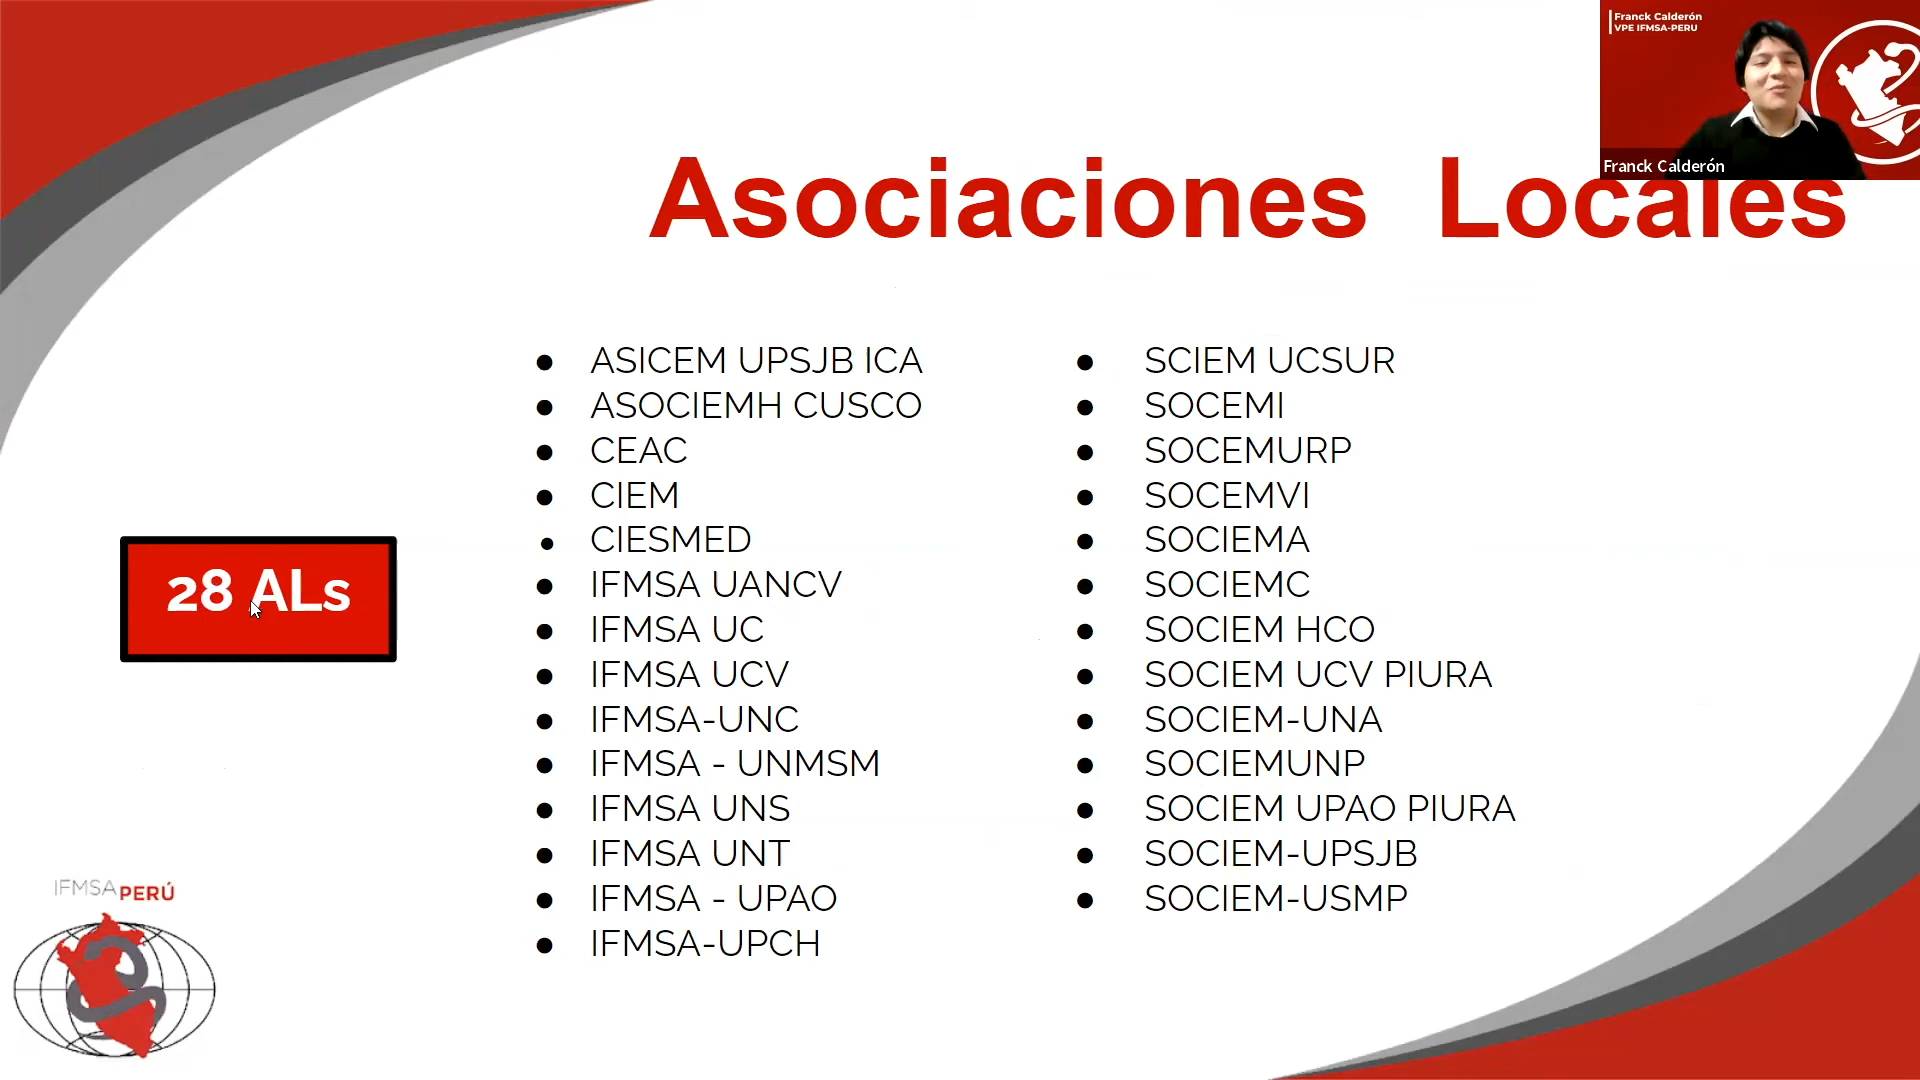 Franck Calderón
VPE IFMSA-PERU
Franck Calderón
Asociaciones Locales
28 ALs
● ASICEM UPSJB ICA
● ASOCIEMH CUSCO
● CEAC
● CIEM
● CIESMED
● IFMSA UANCV
● IFMSA UC
● IFMSA UCV
● IFMSA-UNC
● IFMSA - UNMSM
● IFMSA UNS
● IFMSA UNT
● IFMSA - UPAO
● IFMSA-UPCH
● SCIEM UCSUR
● SOCEMI
● SOCEMURP
● SOCEMVI
● SOCIEMA
● SOCIEMC
● SOCIEM HCO
● SOCIEM UCV PIURA
● SOCIEM-UNA
● SOCIEMUNP
● SOCIEM UPAO PIURA
● SOCIEM-UPSJB
● SOCIEM-USMP
IFMSA PERÚ